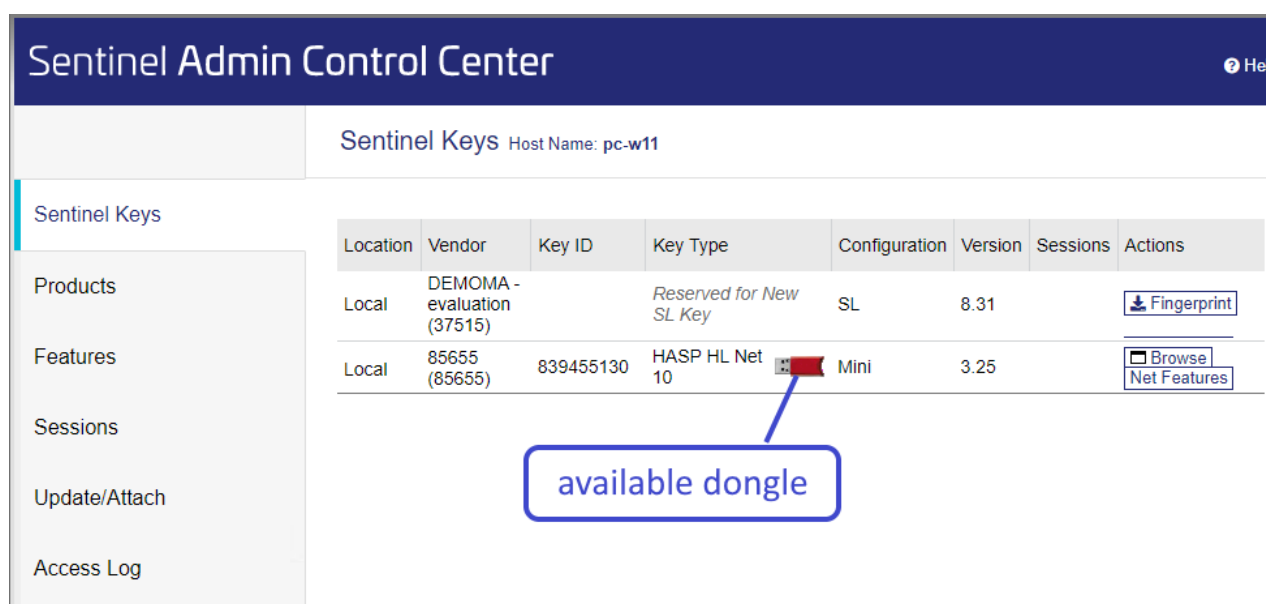 Sentinel Admin Control Center
He
Sentinel Keys Host Name: pc-w11
Sentinel Keys
Products
Features
Sessions
Update/Attach
Access Log
Location Vendor Key ID Key Type Configuration Version Sessions Actions
Local DEMOMA - evaluation (37515) Reserved for New SL Key SL 8.31 Fingerprint
Local 85655 (85655) 839455130 HASP HL Net 10 Mini 3.25 Browse Net Features
available dongle